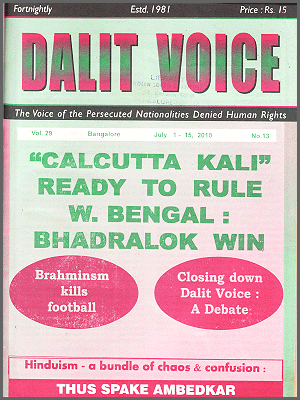 Fortnightly Estd. 1981 Price : Rs. 15
DALIT VOICE
The Voice of the Persecuted Nationalities Denied Human Rights
Vol. 29 Bangalore July 1 - 15, 2010 No.13
“CALCUTTA KALI”
READY TO RULE
W. BENGAL :
BHADRALOK WIN
Brahminsm
kills
football
Closing down
Dalit Voice :
A Debate
Hinduism - a bundle of chaos & confusion :
THUS SPAKE AMBEDKAR